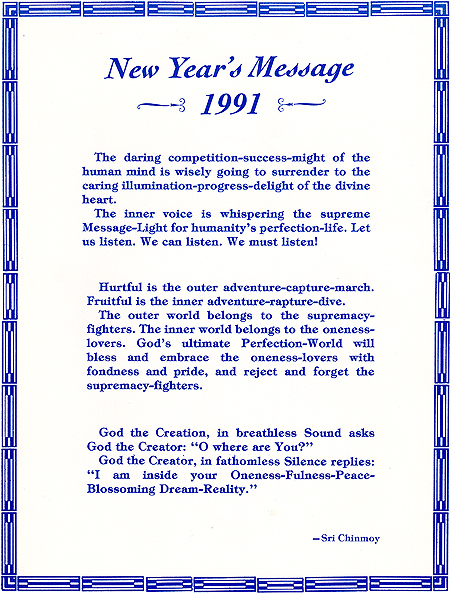 New Year's Message
1991
The daring competition-success-might of the
human mind is wisely going to surrender to the
caring illumination-progress-delight of the divine
heart.
The inner voice is whispering the supreme
Message-Light for humanity's perfection-life. Let
us listen. We can listen. We must listen!
Hurtful is the outer adventure-capture-march.
Fruitful is the inner adventure-rapture-dive.
The outer world belongs to the supremacy-
fighters. The inner world belongs to the oneness-
lovers. God's ultimate Perfection-World will
bless and embrace the oneness-lovers with
fondness and pride, and reject and forget the
supremacy-fighters.
God the Creation, in breathless Sound asks
God the Creator: "O where are You?"
God the Creator, in fathomless Silence replies:
"I am inside your Oneness-Fulness-Peace-
Blossoming Dream-Reality."
—Sri Chinmoy